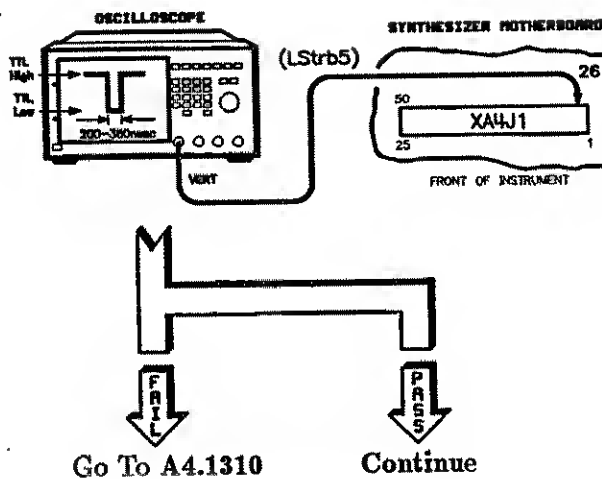 OSCILLOSCOPE
SYNTHESIZER MOTHERBOARD
TTL High
TTL Low
200-360nsec
VERT
(LStrb5)
26
50
XA4J1
25
1
FRONT OF INSTRUMENT
FAIL
PASS
Go To A4.1310
Continue